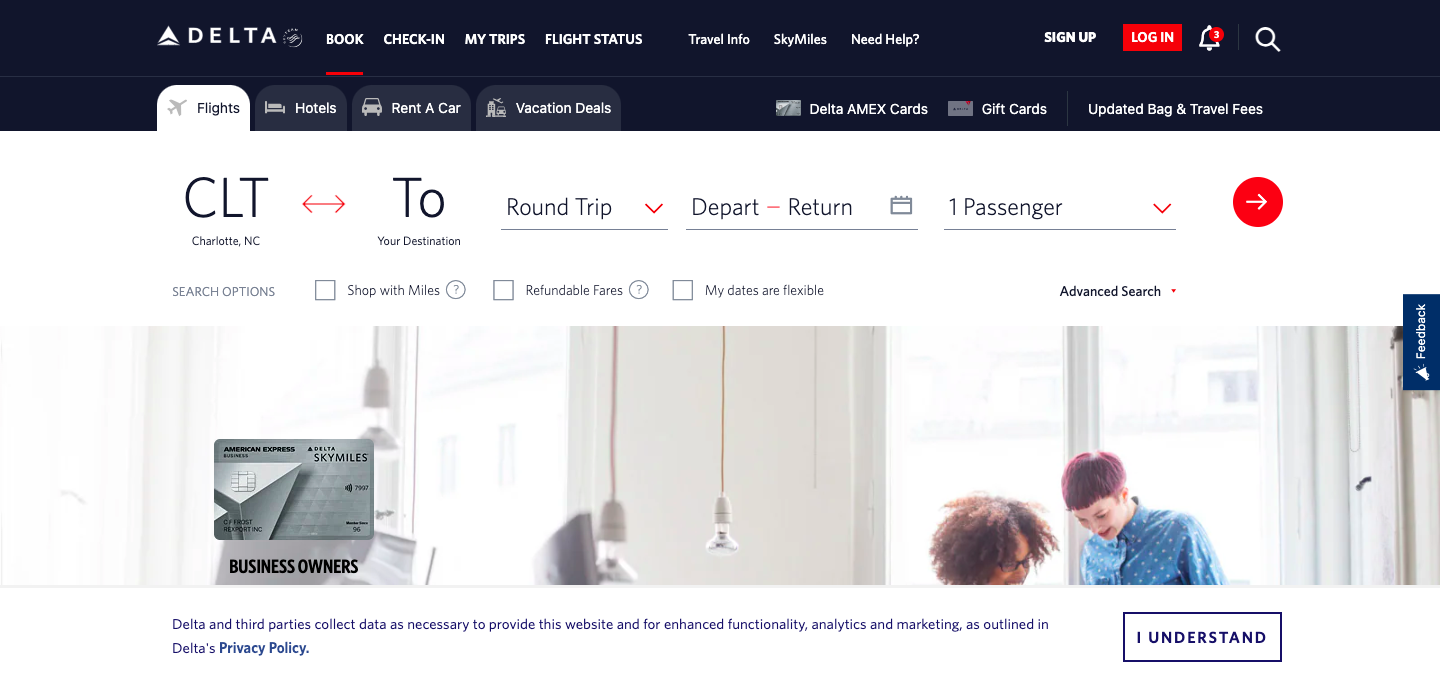 DELTA
BOOK CHECK-IN MY TRIPS FLIGHT STATUS Travel Info SkyMiles Need Help? SIGN UP LOG IN 3
Flights Hotels Rent A Car Vacation Deals Delta AMEX Cards Gift Cards Updated Bag & Travel Fees
CLT To
Round Trip Depart – Return 1 Passenger
Charlotte, NC Your Destination
SEARCH OPTIONS Shop with Miles ? Refundable Fares ? My dates are flexible Advanced Search
Feedback
AMERICAN EXPRESS DELTA
BUSINESS SKYMILES
7997
C F FROST Member Since
REXPORT INC 96
BUSINESS OWNERS
Delta and third parties collect data as necessary to provide this website and for enhanced functionality, analytics and marketing, as outlined in
Delta's Privacy Policy.
I UNDERSTAND